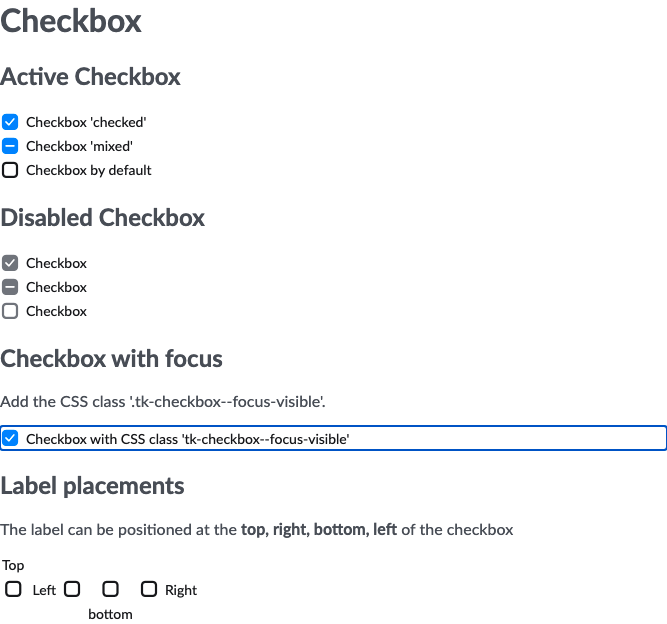 Checkbox
Active Checkbox
Checkbox 'checked'
Checkbox 'mixed'
Checkbox by default
Disabled Checkbox
Checkbox
Checkbox
Checkbox
Checkbox with focus
Add the CSS class '.tk-checkbox--focus-visible'.
Checkbox with CSS class 'tk-checkbox--focus-visible'
Label placements
The label can be positioned at the top, right, bottom, left of the checkbox
Top
Left Right
bottom